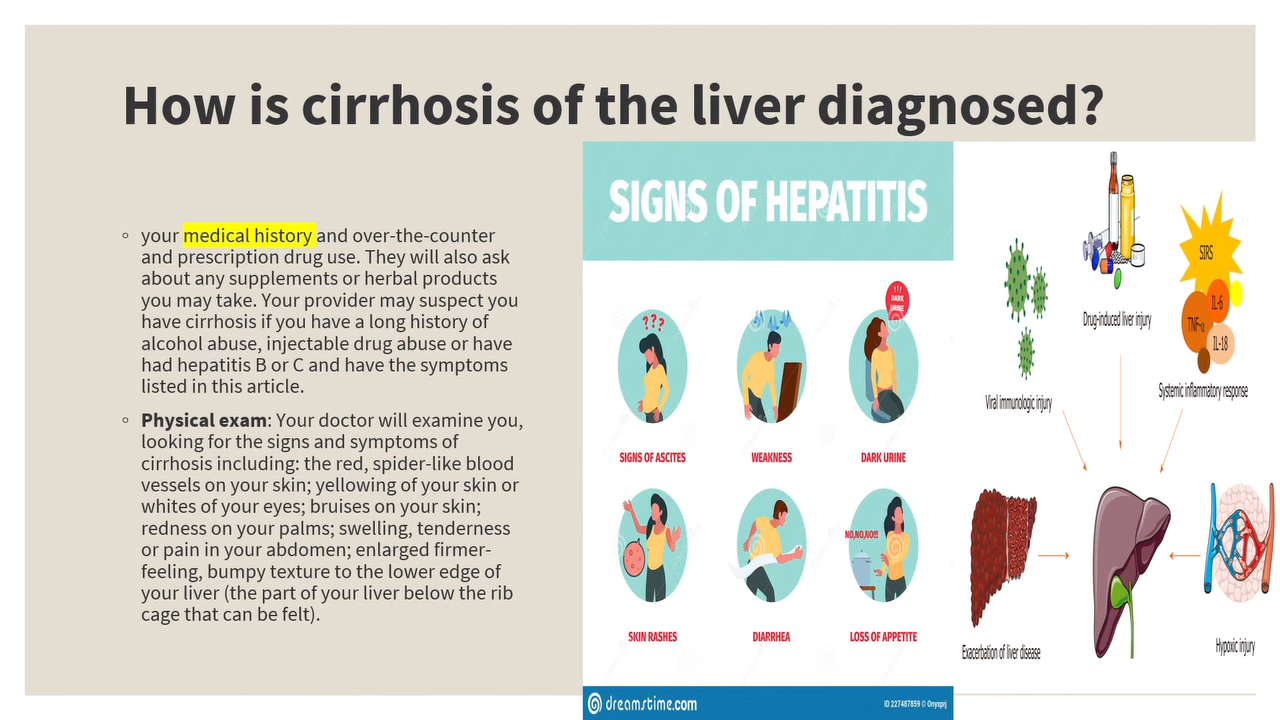 How is cirrhosis of the liver diagnosed?
◦ your medical history and over-the-counter
and prescription drug use. They will also ask
about any supplements or herbal products
you may take. Your provider may suspect you
have cirrhosis if you have a long history of
alcohol abuse, injectable drug abuse or have
had hepatitis B or C and have the symptoms
listed in this article.
◦ Physical exam: Your doctor will examine you,
looking for the signs and symptoms of
cirrhosis including: the red, spider-like blood
vessels on your skin; yellowing of your skin or
whites of your eyes; bruises on your skin;
redness on your palms; swelling, tenderness
or pain in your abdomen; enlarged firmer-
feeling, bumpy texture to the lower edge of
your liver (the part of your liver below the rib
cage that can be felt).
SIGNS OF HEPATITIS
???
!!!
DARK
URINE
SIGNS OF ASCITES
WEAKNESS
DARK URINE
NO,NO,NO!!!
SKIN RASHES
DIARRHEA
LOSS OF APPETITE
dreamstime.com
ID 227487859 © Onyxprj
Drug-induced liver injury
SIRS
IL-6
TNF-α
IL-18
Viral immunologic injury
Systemic inflammatory response
Exacerbation of liver disease
Hypoxic injury